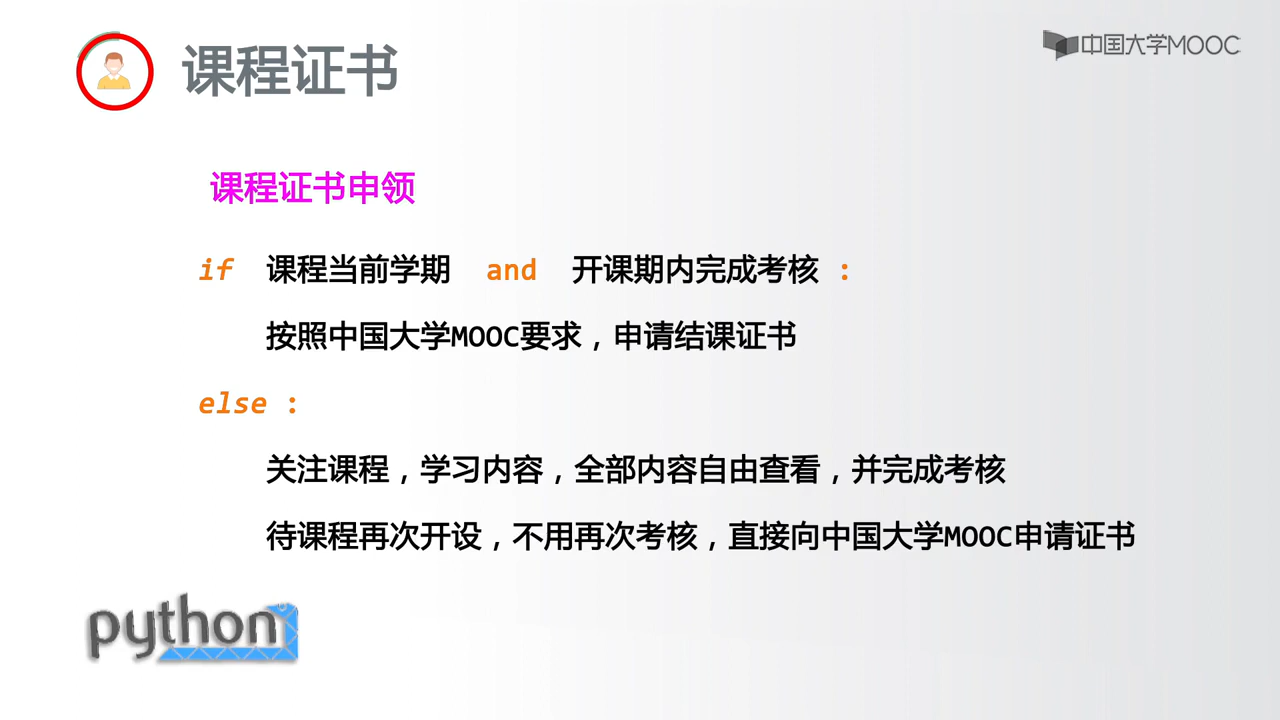 课程证书
中国大学MOOC
课程证书申领
if 课程当前学期 and 开课期内完成考核 :
按照中国大学MOOC要求，申请结课证书
else :
关注课程，学习内容，全部内容自由查看，并完成考核
待课程再次开设，不用再次考核，直接向中国大学MOOC申请证书
python